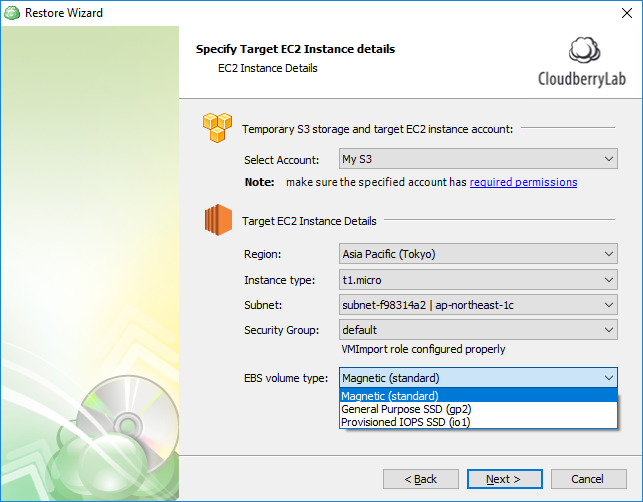 Restore Wizard
Specify Target EC2 Instance details
EC2 Instance Details
CloudberryLab
Temporary S3 storage and target EC2 instance account:
Select Account: My S3
Note: make sure the specified account has required permissions
Target EC2 Instance Details
Region: Asia Pacific (Tokyo)
Instance type: t1.micro
Subnet: subnet-f98314a2 | ap-northeast-1c
Security Group: default
VMImport role configured properly
EBS volume type: Magnetic (standard)
Magnetic (standard)
General Purpose SSD (gp2)
Provisioned IOPS SSD (io1)
< Back Next > Cancel